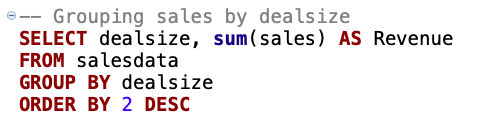 -- Grouping sales by dealsize
SELECT dealsize, sum(sales) AS Revenue
FROM salesdata
GROUP BY dealsize
ORDER BY 2 DESC